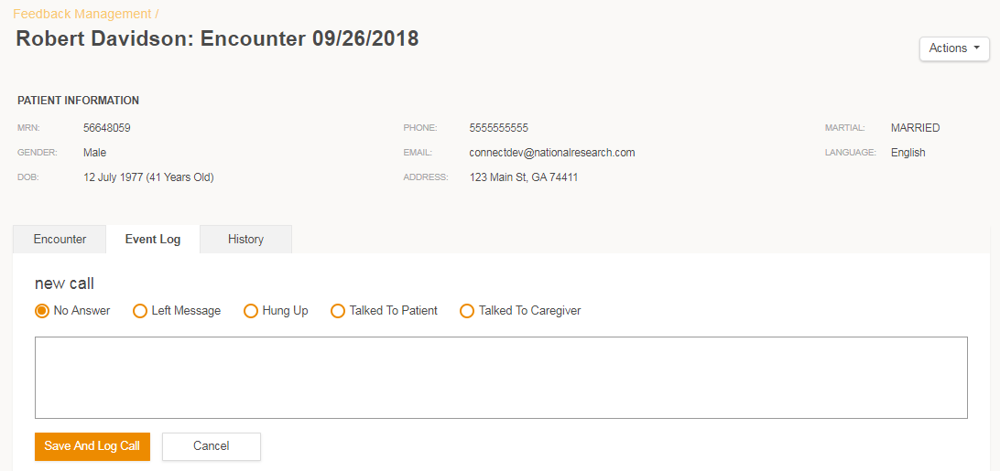 Feedback Management /
Robert Davidson: Encounter 09/26/2018
Actions
PATIENT INFORMATION
MRN: 56648059 PHONE: 5555555555 MARTIAL: MARRIED
GENDER: Male EMAIL: connectdev@nationalresearch.com LANGUAGE: English
DOB: 12 July 1977 (41 Years Old) ADDRESS: 123 Main St, GA 74411
Encounter Event Log History
new call
No Answer Left Message Hung Up Talked To Patient Talked To Caregiver
Save And Log Call Cancel